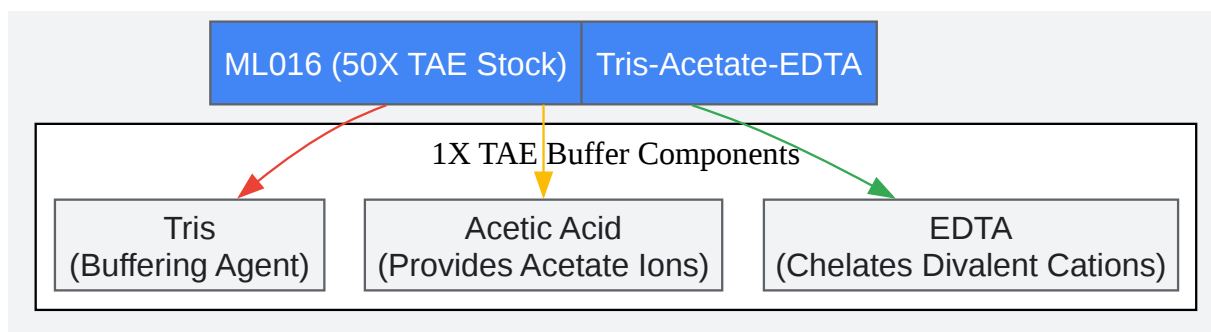 ML016 (50X TAE Stock) Tris-Acetate-EDTA
1X TAE Buffer Components
Tris
(Buffering Agent)
Acetic Acid
(Provides Acetate Ions)
EDTA
(Chelates Divalent Cations)